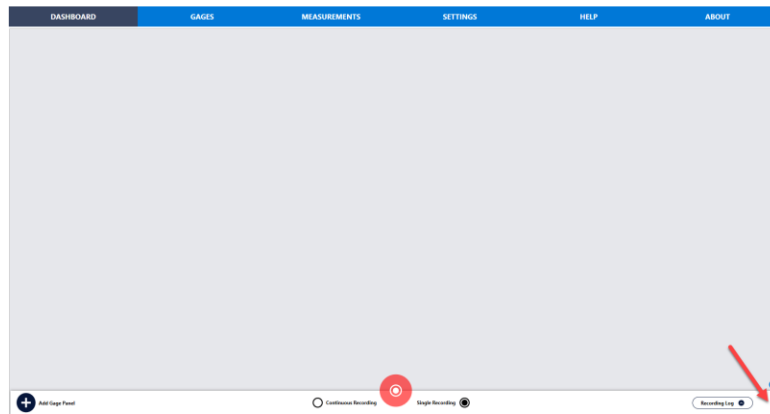 DASHBOARD GAGES MEASUREMENTS SETTINGS HELP ABOUT
Add Gage Panel Continuous Recording Single Recording Recording Log